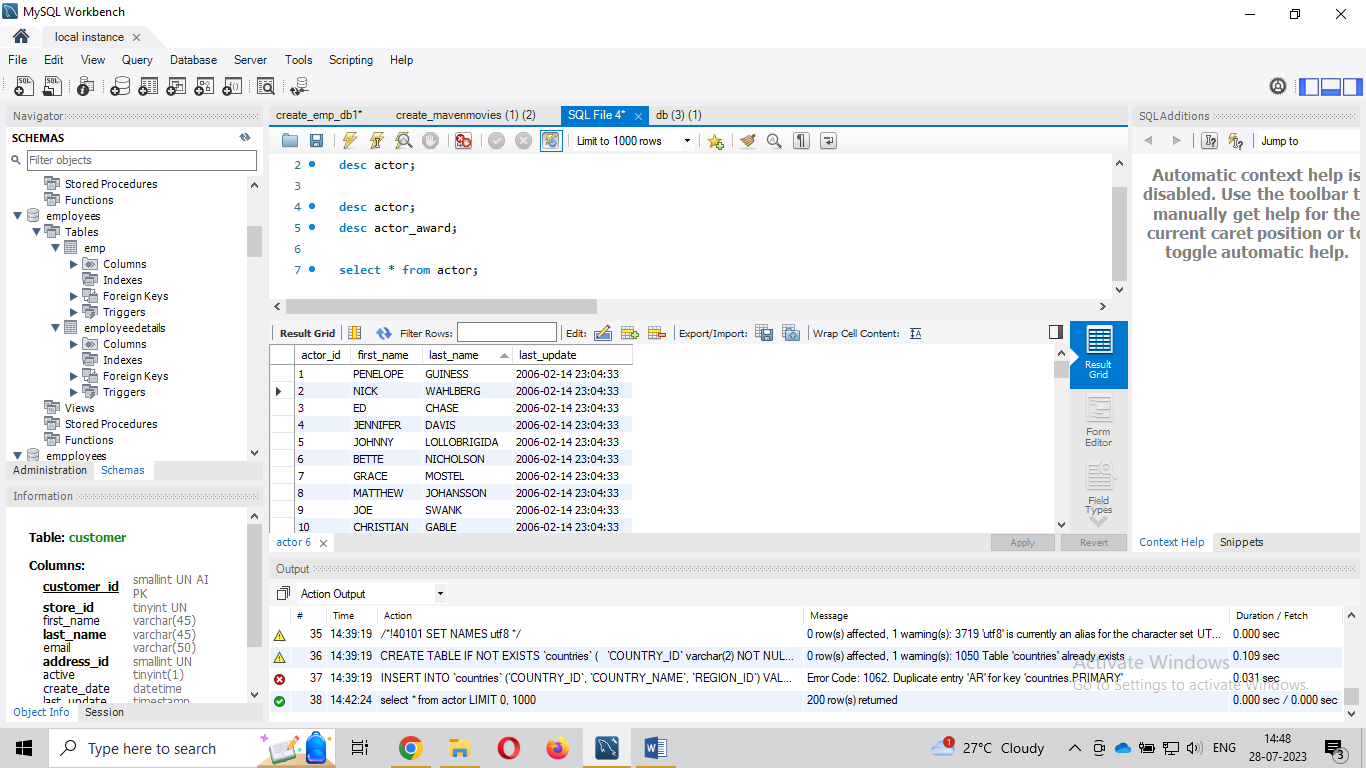 MySQL Workbench
local instance
File Edit View Query Database Server Tools Scripting Help
Navigator
SCHEMAS
Filter objects
Stored Procedures
Functions
employees
Tables
emp
Columns
Indexes
Foreign Keys
Triggers
employeedetails
Columns
Indexes
Foreign Keys
Triggers
Views
Stored Procedures
Functions
empployees
Administration Schemas
Information
Table: customer
Columns:
customer_id smallint UN AI
PK
store_id tinyint UN
first_name varchar(45)
last_name varchar(45)
email varchar(50)
address_id smallint UN
active tinyint(1)
create_date datetime
last_update timestamp
Object Info Session
create_emp_db1* create_mavenmovies (1) (2) SQL File 4* db (3) (1)
Limit to 1000 rows
2 desc actor;
3
4 desc actor;
5 desc actor_award;
6
7 select * from actor;
Result Grid Filter Rows: Edit: Export/Import: Wrap Cell Content:
actor_id first_name last_name last_update
1 PENELOPE GUINESS 2006-02-14 23:04:33
2 NICK WAHLBERG 2006-02-14 23:04:33
3 ED CHASE 2006-02-14 23:04:33
4 JENNIFER DAVIS 2006-02-14 23:04:33
5 JOHNNY LOLLOBRIGIDA 2006-02-14 23:04:33
6 BETTE NICHOLSON 2006-02-14 23:04:33
7 GRACE MOSTEL 2006-02-14 23:04:33
8 MATTHEW JOHANSSON 2006-02-14 23:04:33
9 JOE SWANK 2006-02-14 23:04:33
10 CHRISTIAN GABLE 2006-02-14 23:04:33
Result
Grid
Form
Editor
Field
Types
actor 6 Apply Revert
SQLAdditions
Jump to
Automatic context help is
disabled. Use the toolbar t
manually get help for the
current caret position or to
toggle automatic help.
Context Help Snippets
Output
Action Output
# Time Action Message Duration / Fetch
35 14:39:19 /*!40101 SET NAMES utf8 */ 0 row(s) affected, 1 warning(s): 3719 'utf8' is currently an alias for the character set UT... 0.000 sec
36 14:39:19 CREATE TABLE IF NOT EXISTS `countries` ( `COUNTRY_ID` varchar(2) NOT NUL... 0 row(s) affected, 1 warning(s): 1050 Table 'countries' already exists 0.109 sec
37 14:39:19 INSERT INTO `countries` (`COUNTRY_ID`, `COUNTRY_NAME`, `REGION_ID`) VAL... Error Code: 1062. Duplicate entry 'AR' for key 'countries.PRIMARY' 0.031 sec
38 14:42:24 select * from actor LIMIT 0, 1000 200 row(s) returned 0.000 sec / 0.000 sec
Activate Windows
Go to Settings to activate Windows.
Type here to search
1
27°C Cloudy
ENG
14:48
28-07-2023
3